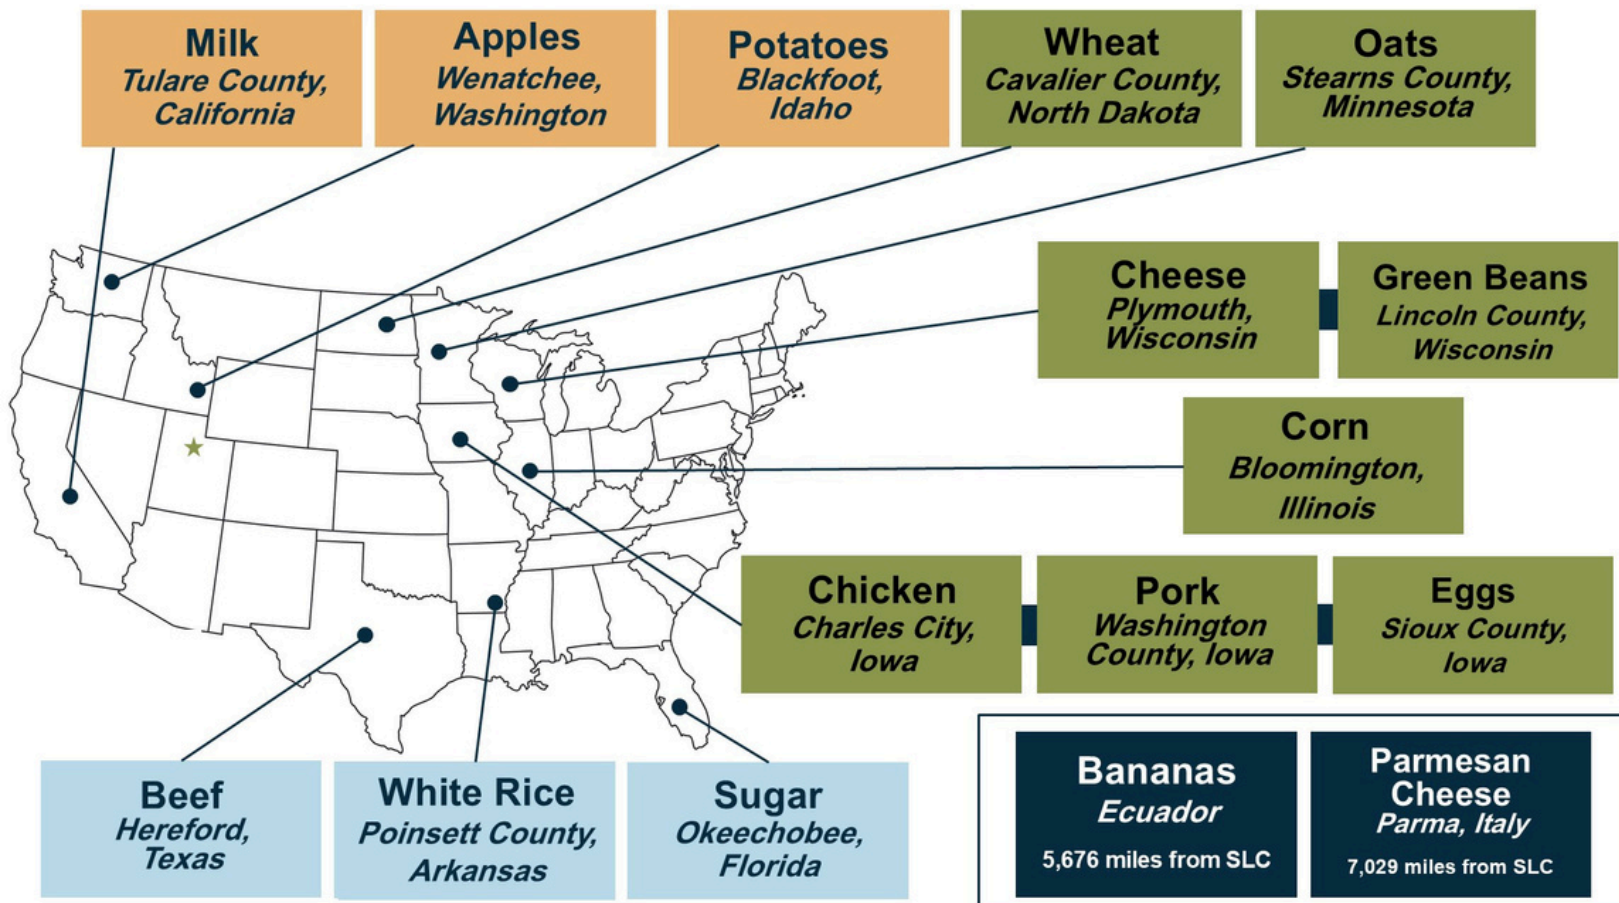 Milk
Tulare County,
California
Apples
Wenatchee,
Washington
Potatoes
Blackfoot,
Idaho
Wheat
Cavalier County,
North Dakota
Oats
Stearns County,
Minnesota
Cheese
Plymouth,
Wisconsin
Green Beans
Lincoln County,
Wisconsin
Corn
Bloomington,
Illinois
Chicken
Charles City,
Iowa
Pork
Washington
County, Iowa
Eggs
Sioux County,
Iowa
Beef
Hereford,
Texas
White Rice
Poinsett County,
Arkansas
Sugar
Okeechobee,
Florida
Bananas
Ecuador
5,676 miles from SLC
Parmesan
Cheese
Parma, Italy
7,029 miles from SLC